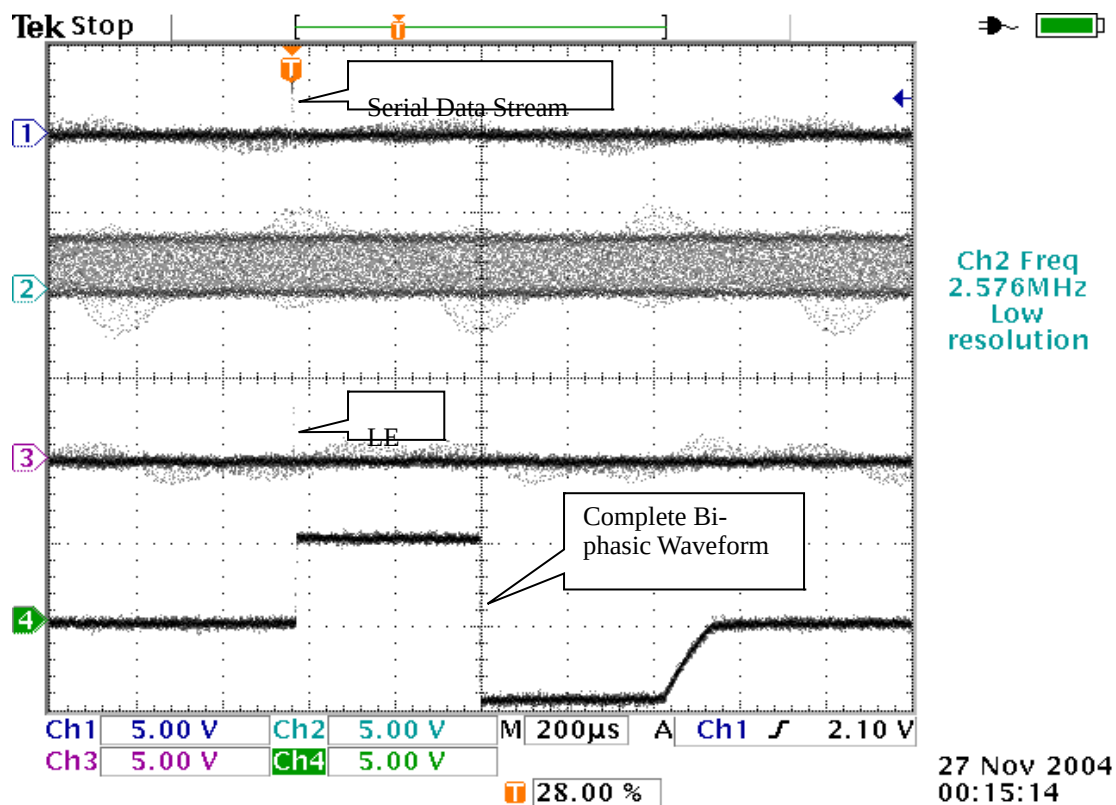 Tek Stop
T
T
Serial Data Stream
1
2
Ch2 Freq
2.576MHz
Low
resolution
LE
3
Complete Bi-
phasic Waveform
4
Ch1 5.00 V Ch2 5.00 V M 200µs A Ch1 2.10 V
Ch3 5.00 V Ch4 5.00 V
T 28.00 %
27 Nov 2004
00:15:14